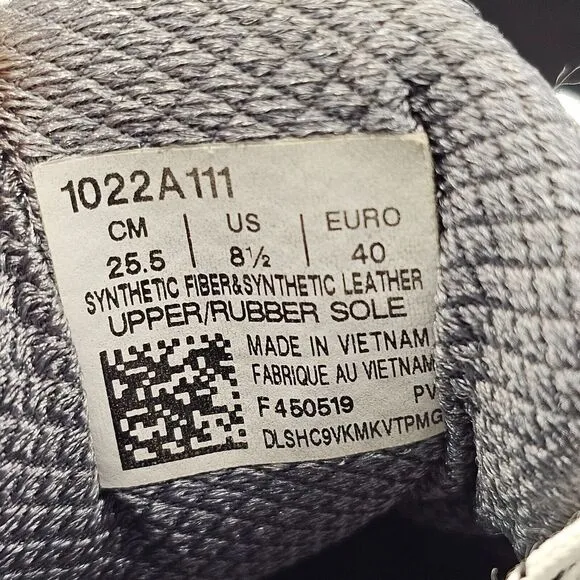 1022A111
CM | US | EURO
25.5 | 8½ | 40
SYNTHETIC FIBER&SYNTHETIC LEATHER
UPPER/RUBBER SOLE
MADE IN VIETNAM
FABRIQUE AU VIETNAM
F450519 PV
DLSHC9VKMKVTPMG